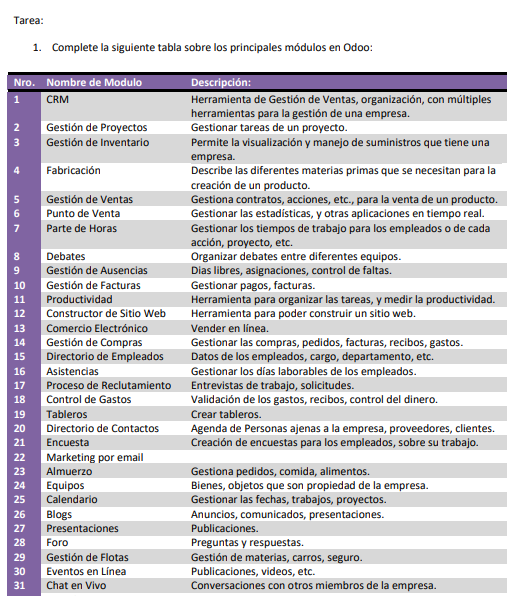 Tarea:
1. Complete la siguiente tabla sobre los principales módulos en Odoo:
Nro. Nombre de Modulo Descripción:
1 CRM Herramienta de Gestión de Ventas, organización, con múltiples
herramientas para la gestión de una empresa.
2 Gestión de Proyectos Gestionar tareas de un proyecto.
3 Gestión de Inventario Permite la visualización y manejo de suministros que tiene una
empresa.
4 Fabricación Describe las diferentes materias primas que se necesitan para la
creación de un producto.
5 Gestión de Ventas Gestiona contratos, acciones, etc., para la venta de un producto.
6 Punto de Venta Gestionar las estadísticas, y otras aplicaciones en tiempo real.
7 Parte de Horas Gestionar los tiempos de trabajo para los empleados o de cada
acción, proyecto, etc.
8 Debates Organizar debates entre diferentes equipos.
9 Gestión de Ausencias Dias libres, asignaciones, control de faltas.
10 Gestión de Facturas Gestionar pagos, facturas.
11 Productividad Herramienta para organizar las tareas, y medir la productividad.
12 Constructor de Sitio Web Herramienta para poder construir un sitio web.
13 Comercio Electrónico Vender en línea.
14 Gestión de Compras Gestionar las compras, pedidos, facturas, recibos, gastos.
15 Directorio de Empleados Datos de los empleados, cargo, departamento, etc.
16 Asistencias Gestionar los días laborables de los empleados.
17 Proceso de Reclutamiento Entrevistas de trabajo, solicitudes.
18 Control de Gastos Validación de los gastos, recibos, control del dinero.
19 Tableros Crear tableros.
20 Directorio de Contactos Agenda de Personas ajenas a la empresa, proveedores, clientes.
21 Encuesta Creación de encuestas para los empleados, sobre su trabajo.
22 Marketing por email
23 Almuerzo Gestiona pedidos, comida, alimentos.
24 Equipos Bienes, objetos que son propiedad de la empresa.
25 Calendario Gestionar las fechas, trabajos, proyectos.
26 Blogs Anuncios, comunicados, presentaciones.
27 Presentaciones Publicaciones.
28 Foro Preguntas y respuestas.
29 Gestión de Flotas Gestión de materias, carros, seguro.
30 Eventos en Línea Publicaciones, videos, etc.
31 Chat en Vivo Conversaciones con otros miembros de la empresa.